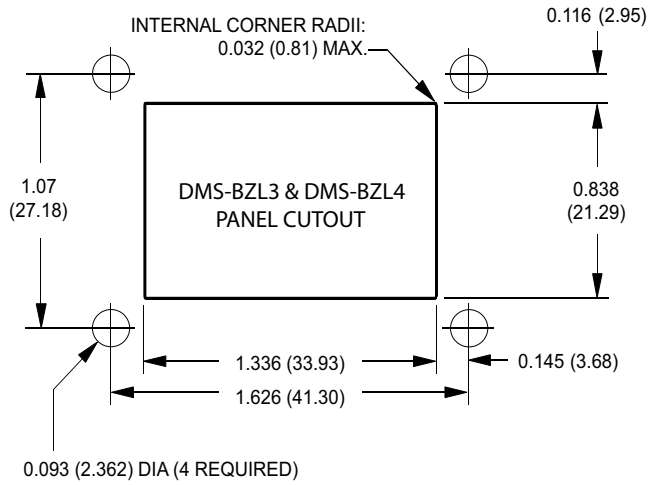 INTERNAL CORNER RADII:
0.032 (0.81) MAX.
0.116 (2.95)
1.07
(27.18)
DMS-BZL3 & DMS-BZL4
PANEL CUTOUT
0.838
(21.29)
1.336 (33.93)
0.145 (3.68)
1.626 (41.30)
0.093 (2.362) DIA (4 REQUIRED)